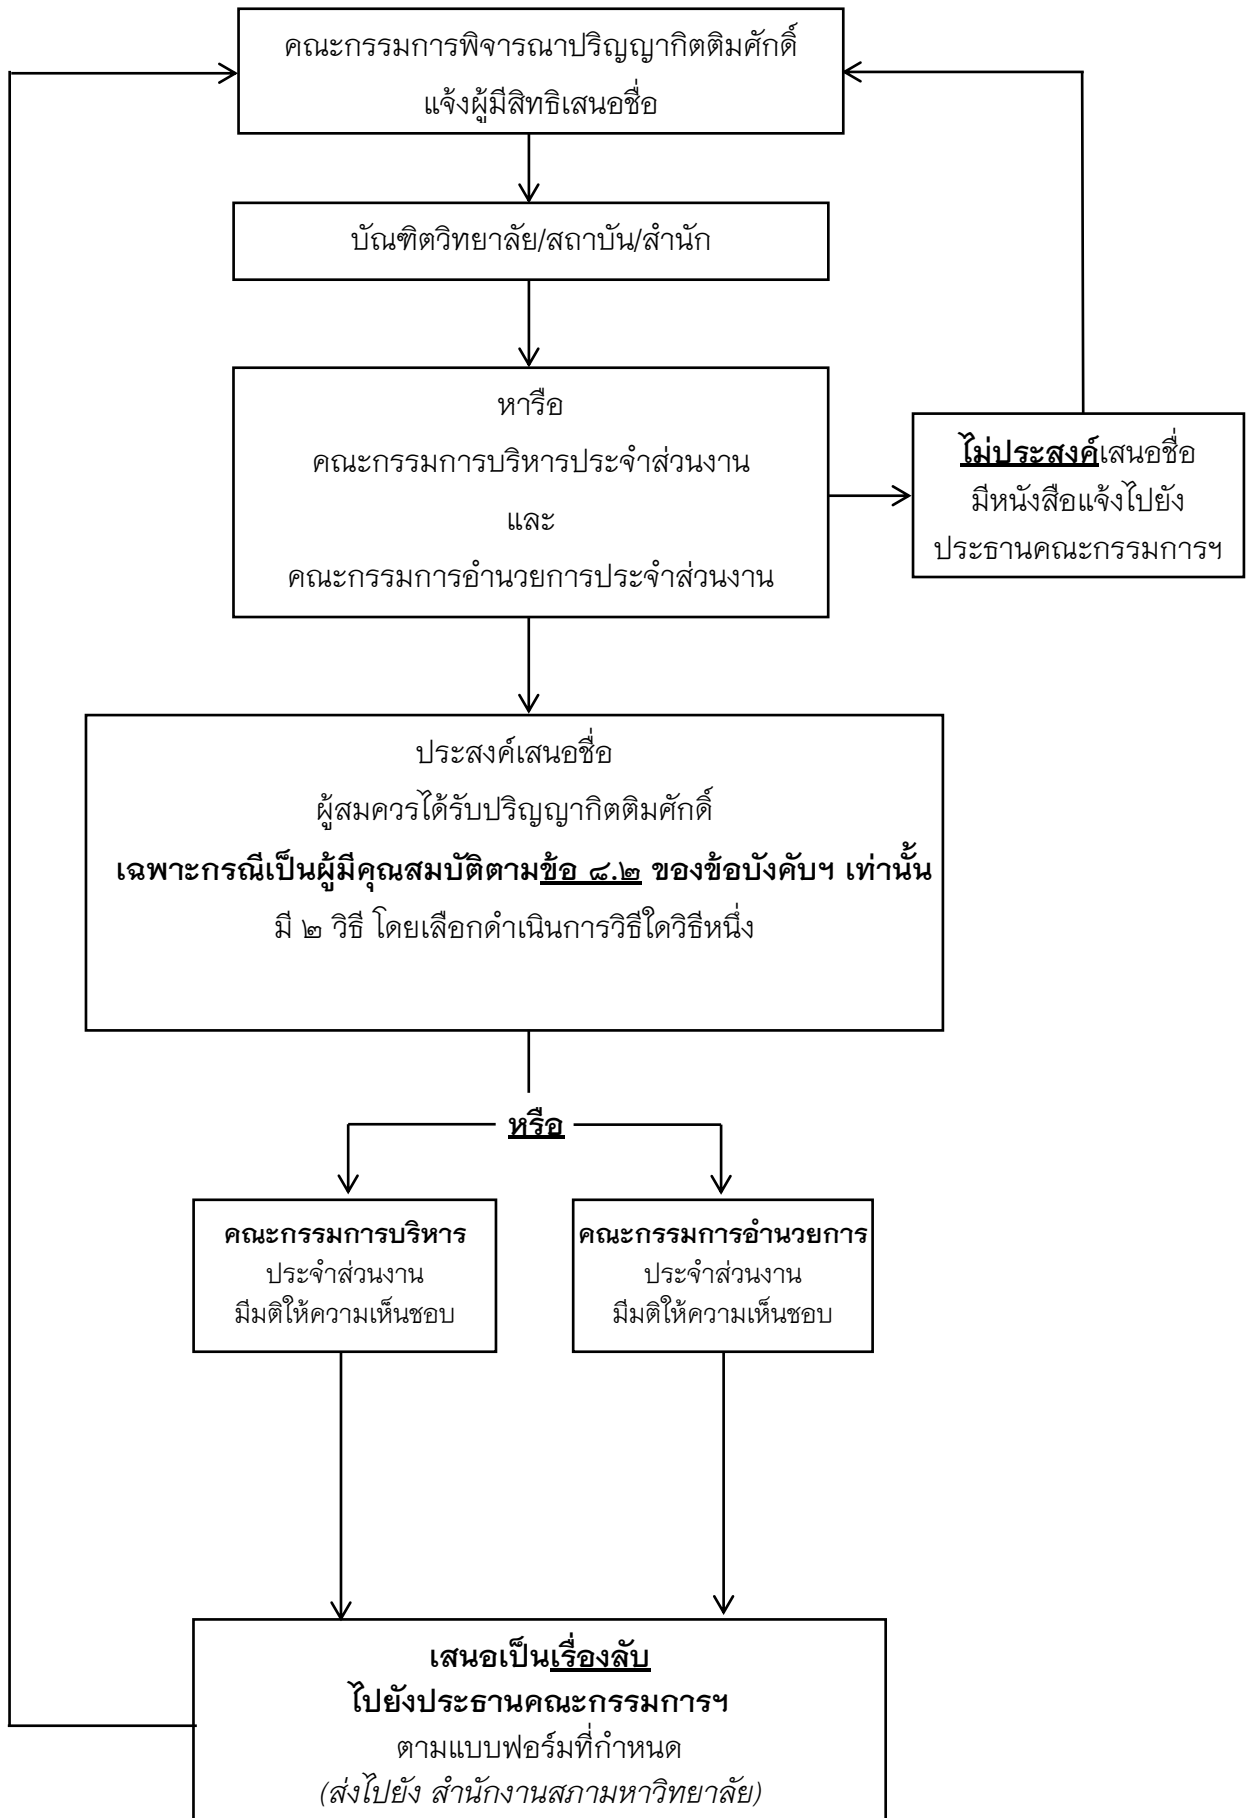 คณะกรรมการพิจารณาปริญญากิตติมศักดิ์
แจ้งผู้มีสิทธิเสนอชื่อ
บัณฑิตวิทยาลัย/สถาบัน/สำนัก
หารือ
คณะกรรมการบริหารประจำส่วนงาน
และ
คณะกรรมการอำนวยการประจำส่วนงาน
ไม่ประสงค์เสนอชื่อ
มีหนังสือแจ้งไปยัง
ประธานคณะกรรมการฯ
ประสงค์เสนอชื่อ
ผู้สมควรได้รับปริญญากิตติมศักดิ์
เฉพาะกรณีเป็นผู้มีคุณสมบัติตามข้อ ๘.๒ ของข้อบังคับฯ เท่านั้น
มี ๒ วิธี โดยเลือกดำเนินการวิธีใดวิธีหนึ่ง
หรือ
คณะกรรมการบริหาร
ประจำส่วนงาน
มีมติให้ความเห็นชอบ
คณะกรรมการอำนวยการ
ประจำส่วนงาน
มีมติให้ความเห็นชอบ
เสนอเป็นเรื่องลับ
ไปยังประธานคณะกรรมการฯ
ตามแบบฟอร์มที่กำหนด
(ส่งไปยัง สำนักงานสภามหาวิทยาลัย)